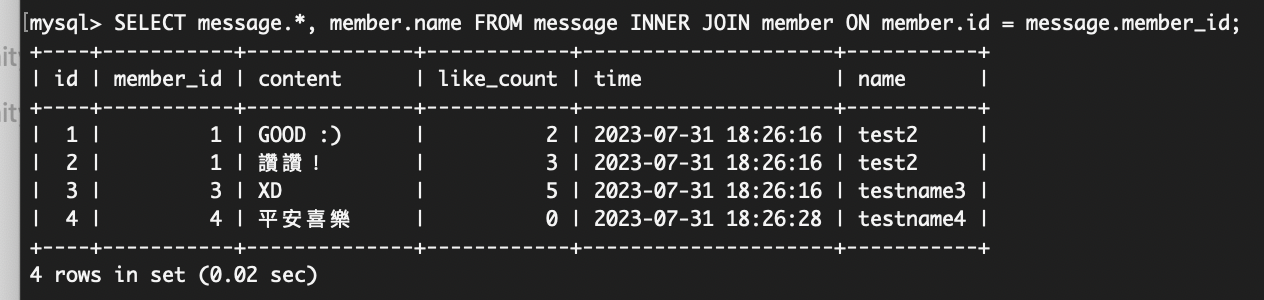 [mysql> SELECT message.*, member.name FROM message INNER JOIN member ON member.id = message.member_id;
+----+-----------+--------------+------------+---------------------+-----------+
| id | member_id | content      | like_count | time                | name      |
+----+-----------+--------------+------------+---------------------+-----------+
|  1 |         1 | GOOD :)      |          2 | 2023-07-31 18:26:16 | test2     |
|  2 |         1 | 讚讚！       |          3 | 2023-07-31 18:26:16 | test2     |
|  3 |         3 | XD           |          5 | 2023-07-31 18:26:16 | testname3 |
|  4 |         4 | 平安喜樂     |          0 | 2023-07-31 18:26:28 | testname4 |
+----+-----------+--------------+------------+---------------------+-----------+
4 rows in set (0.02 sec)